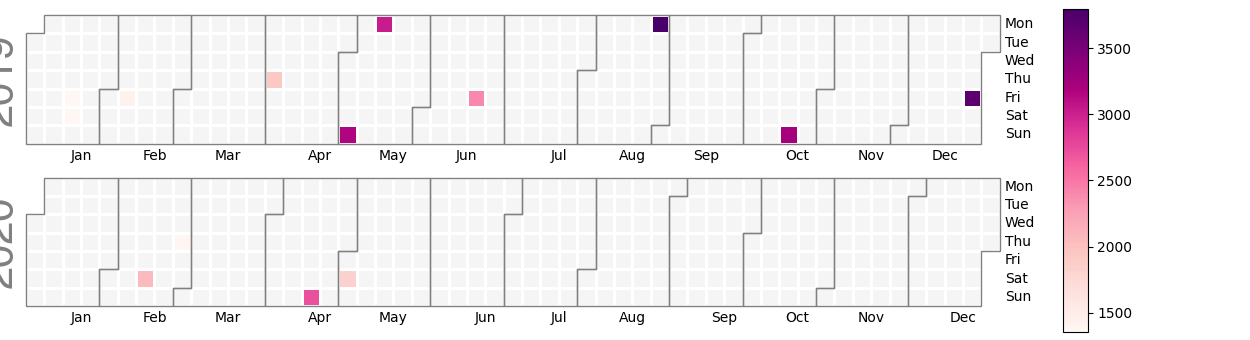 2019
Mon
Tue
Wed
Thu
Fri
Sat
Sun
Jan Feb Mar Apr May Jun Jul Aug Sep Oct Nov Dec
2020
Mon
Tue
Wed
Thu
Fri
Sat
Sun
Jan Feb Mar Apr May Jun Jul Aug Sep Oct Nov Dec
3500
3000
2500
2000
1500